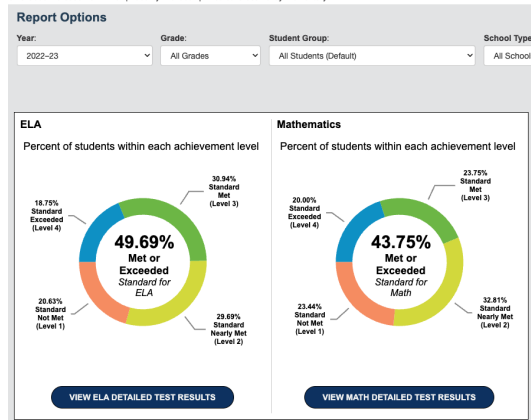 Report Options
Year:
Grade:
Student Group:
School Type
2022–23
All Grades
All Students (Default)
All School
ELA
Percent of students within each achievement level
30.94%
Standard
Met
(Level 3)
18.75%
Standard
Exceeded
(Level 4)
49.69%
Met or
Exceeded
Standard for
ELA
20.63%
Standard
Not Met
(Level 1)
29.69%
Standard
Nearly Met
(Level 2)
VIEW ELA DETAILED TEST RESULTS
Mathematics
Percent of students within each achievement level
23.75%
Standard
Met
(Level 3)
20.00%
Standard
Exceeded
(Level 4)
43.75%
Met or
Exceeded
Standard for
Math
23.44%
Standard
Not Met
(Level 1)
32.81%
Standard
Nearly Met
(Level 2)
VIEW MATH DETAILED TEST RESULTS